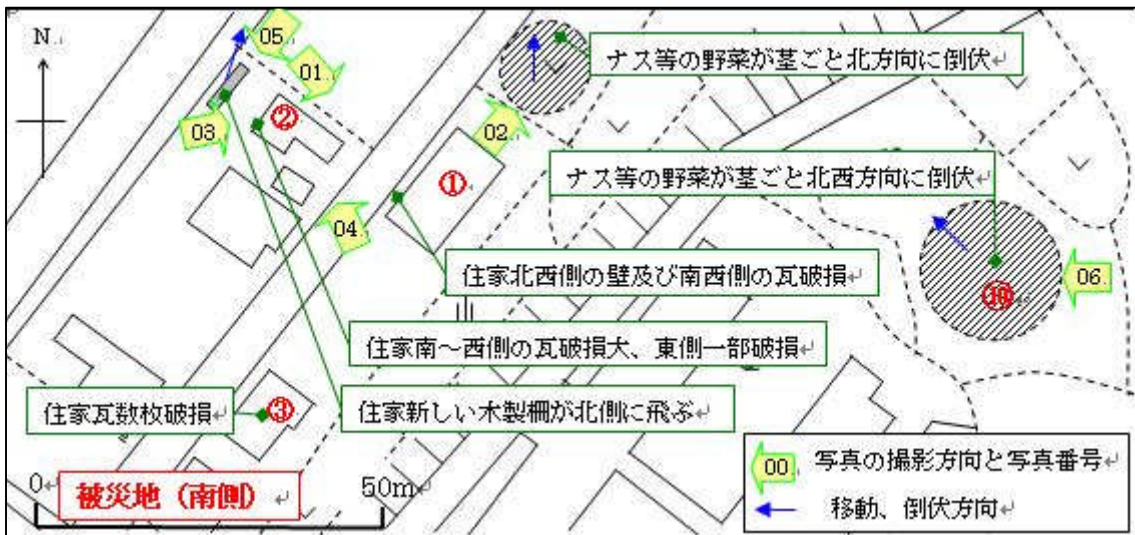 N
05
01
03
02
04
06
ナス等の野菜が茎ごと北方向に倒伏
②
①
ナス等の野菜が茎ごと北西方向に倒伏
⑩
住家北西側の壁及び南西側の瓦破損
住家南～西側の瓦破損大、東側一部破損
住家新しい木製柵が北側に飛ぶ
住家瓦数枚破損
③
00 写真の撮影方向と写真番号
移動、倒伏方向
0 50m
被災地（南側）